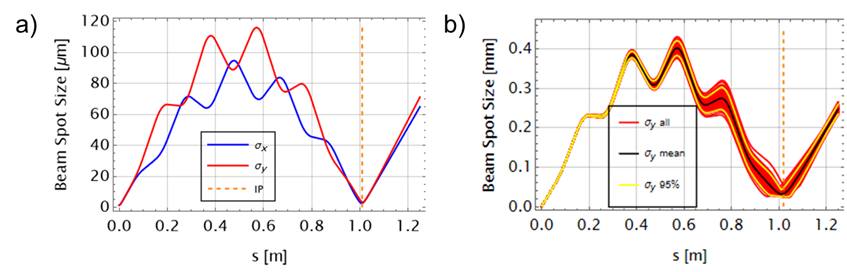 a)
Beam Spot Size [μm]
120
100
80
60
40
20
0
σx
σy
IP
0.0 0.2 0.4 0.6 0.8 1.0 1.2
s [m]
b)
Beam Spot Size [mm]
0.4
0.3
0.2
0.1
0.0
σy all
σy mean
σy 95%
0.0 0.2 0.4 0.6 0.8 1.0 1.2
s [m]